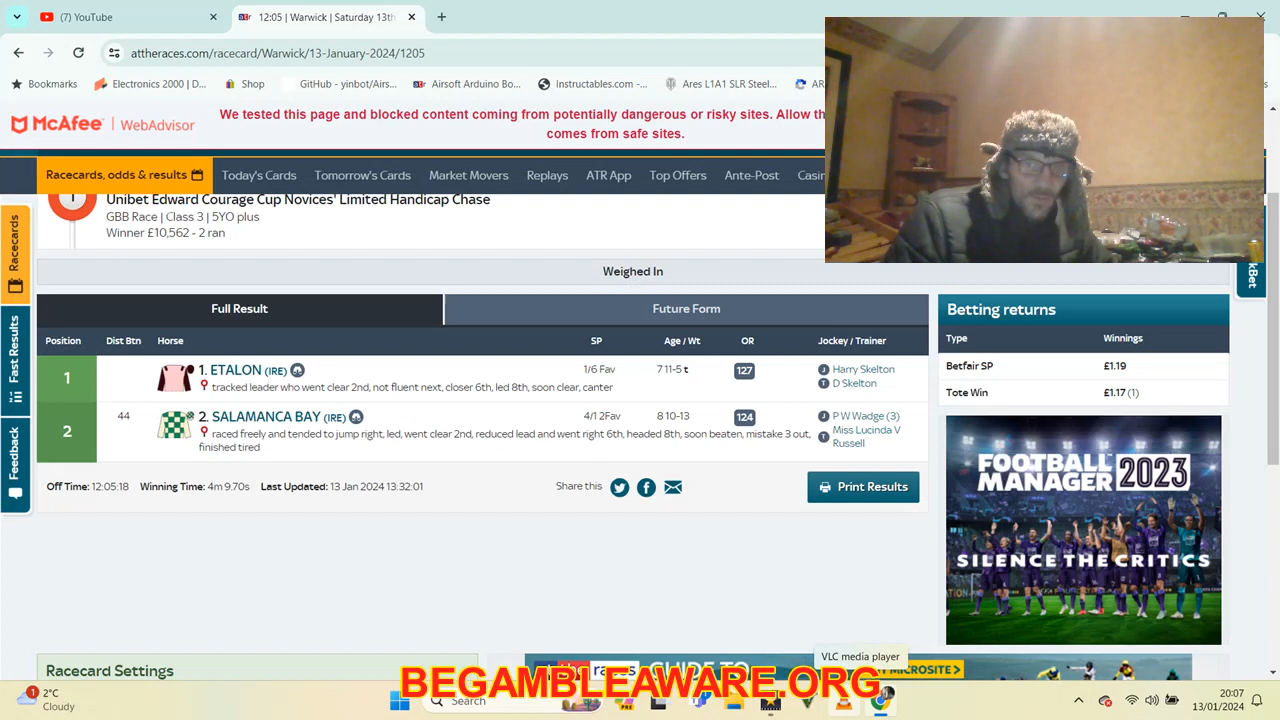 (7) YouTube
12:05 | Warwick | Saturday 13th
attheraces.com/racecard/Warwick/13-January-2024/1205
Bookmarks
Electronics 2000 | D...
Shop
GitHub - yinbot/Airs...
Airsoft Arduino Bo...
Instructables.com -...
Ares L1A1 SLR Steel...
AR
McAfee | WebAdvisor
We tested this page and blocked content coming from potentially dangerous or risky sites. Allow th
comes from safe sites.
Racecards, odds & results
Today's Cards
Tomorrow's Cards
Market Movers
Replays
ATR App
Top Offers
Ante-Post
Casin
Unibet Edward Courage Cup Novices' Limited Handicap Chase
GBB Race | Class 3 | 5YO plus
Winner £10,562 - 2 ran
Racecards
Fast Results
Feedback
kBet
Weighed In
Full Result
Future Form
Position Dist Btn Horse SP Age / Wt OR Jockey / Trainer
1 1. ETALON (IRE) 1/6 Fav 7 11-5 t 127 J Harry Skelton
T D Skelton
tracked leader who went clear 2nd, not fluent next, closer 6th, led 8th, soon clear, canter
2 44 2. SALAMANCA BAY (IRE) 4/1 2Fav 8 10-13 124 J P W Wadge (3)
T Miss Lucinda V
Russell
raced freely and tended to jump right, led, went clear 2nd, reduced lead and went right 6th, headed 8th, soon beaten, mistake 3 out,
finished tired
Off Time: 12:05:18 Winning Time: 4m 9.70s Last Updated: 13 Jan 2024 13.32:01
Share this
Print Results
Betting returns
Type Winnings
Betfair SP £1.19
Tote Win £1.17 (1)
FOOTBALL
MANAGER 2023
SILENCE THE CRITICS
VLC media player
Racecard Settings
races
GUIDE TO
MICROSITE >
BEGAMBLEAWARE.ORG
1
2°C
Cloudy
Search
PRE
20:07
13/01/2024